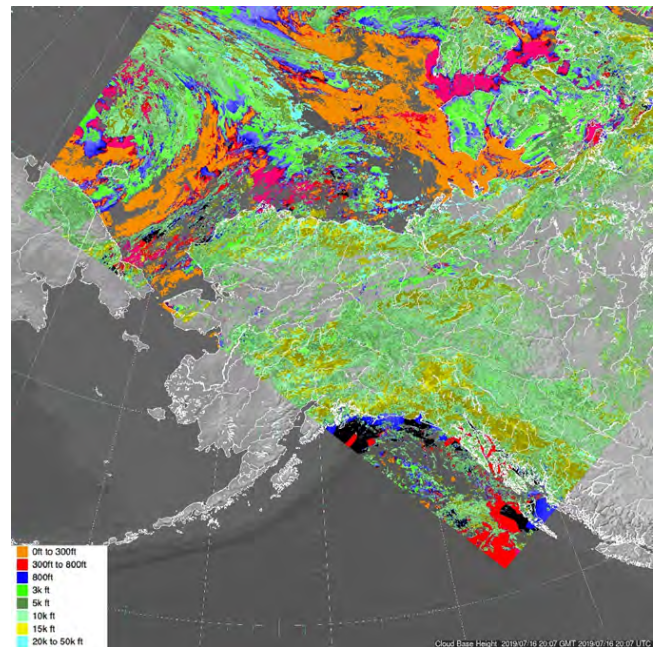 0ft to 300ft
300ft to 800ft
800ft
3k ft
5k ft
10k ft
15k ft
20k to 50k ft
Cloud Base Height 2019/07/16 20:07 GMT 2019/07/16 20:07 UTC